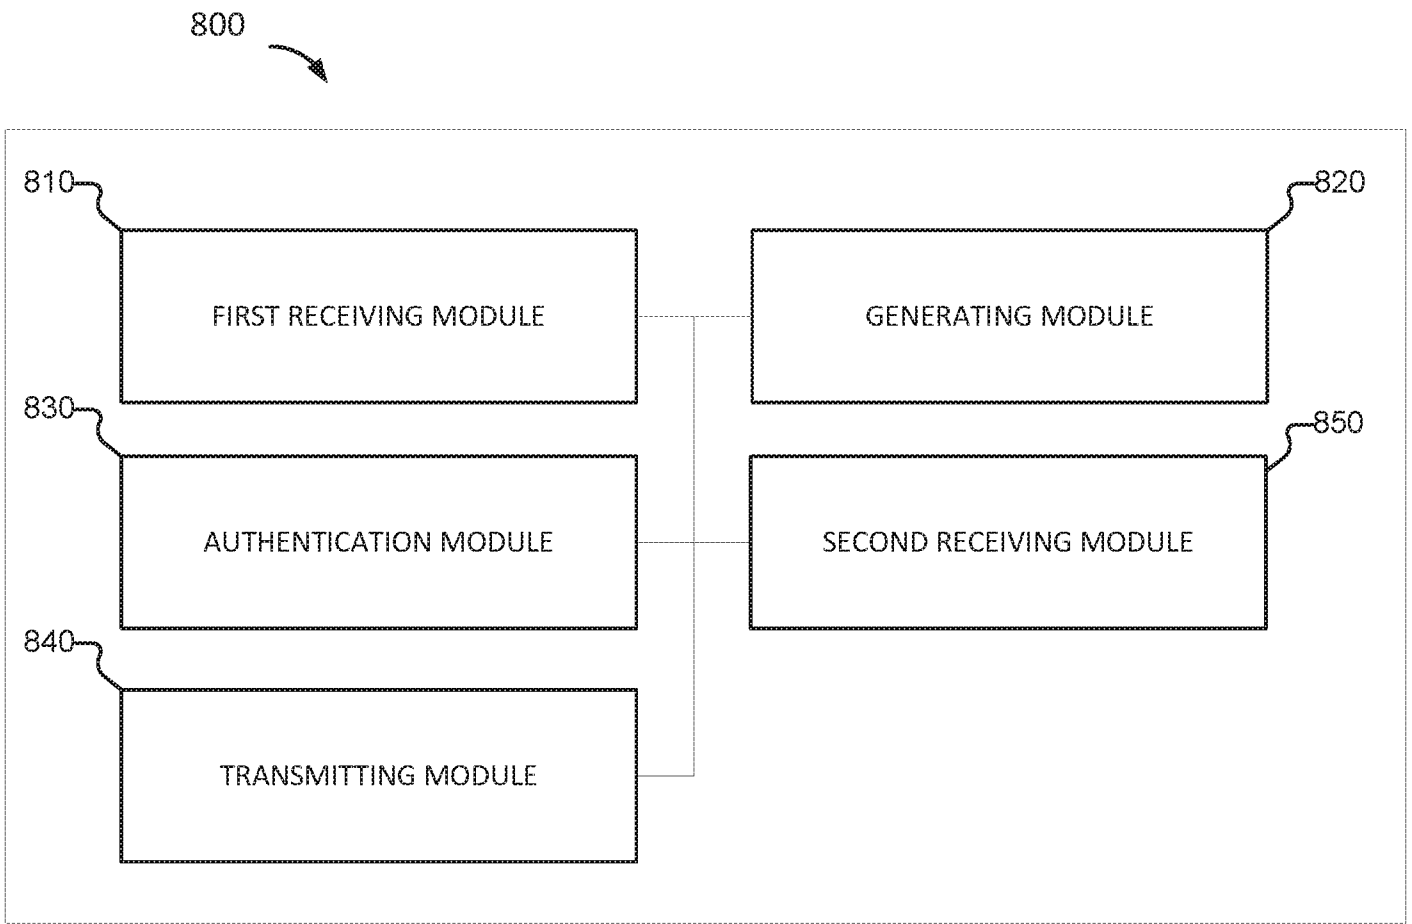 800
810
820
FIRST RECEIVING MODULE
GENERATING MODULE
830
850
AUTHENTICATION MODULE
SECOND RECEIVING MODULE
840
TRANSMITTING MODULE